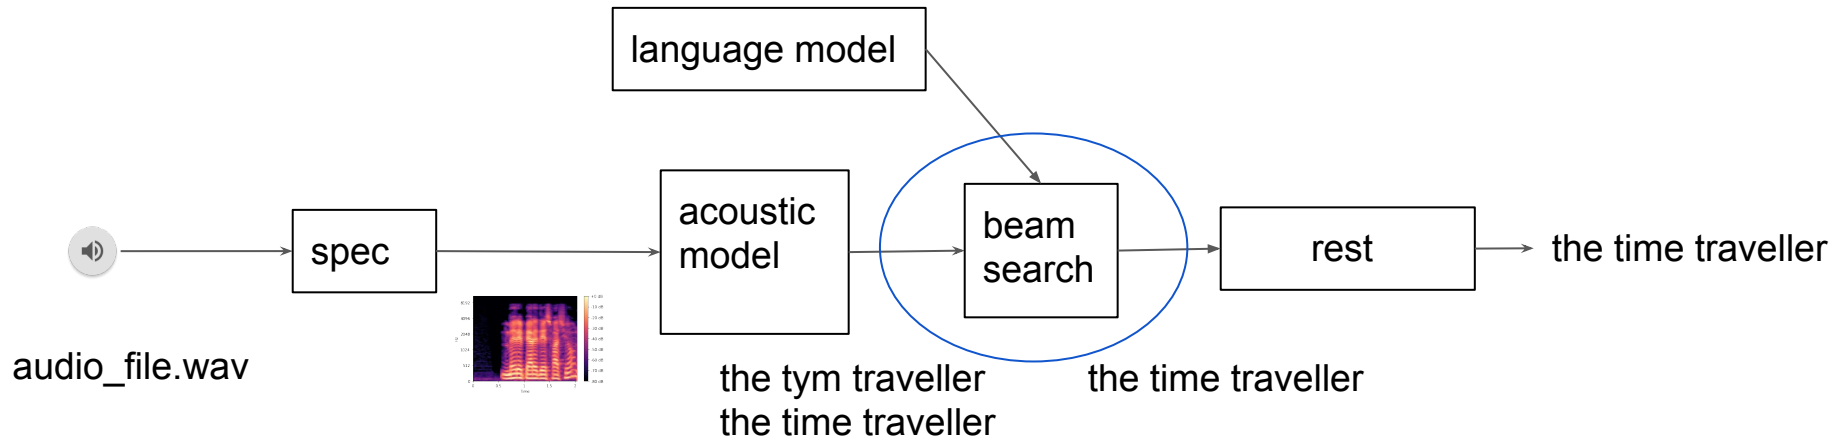 language model
acoustic
model
beam
search
spec
rest
the time traveller
audio_file.wav
the tym traveller
the time traveller
the time traveller